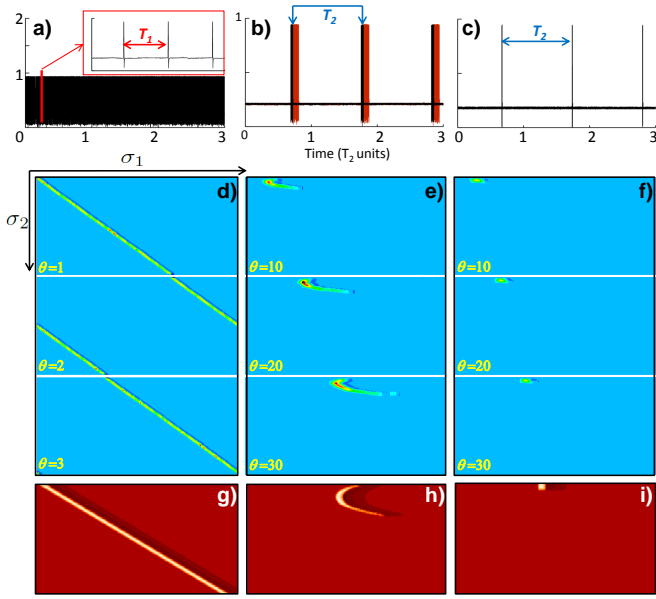 a) T₁ b) T₂ c) T₂
2
1
0 1 2 3
1
0 1 2 3
0 1 2 3
Time (T₂ units)
σ₁
σ₂
d) e) f)
θ=1 θ=10 θ=10
θ=2 θ=20 θ=20
θ=3 θ=30 θ=30
g) h) i)